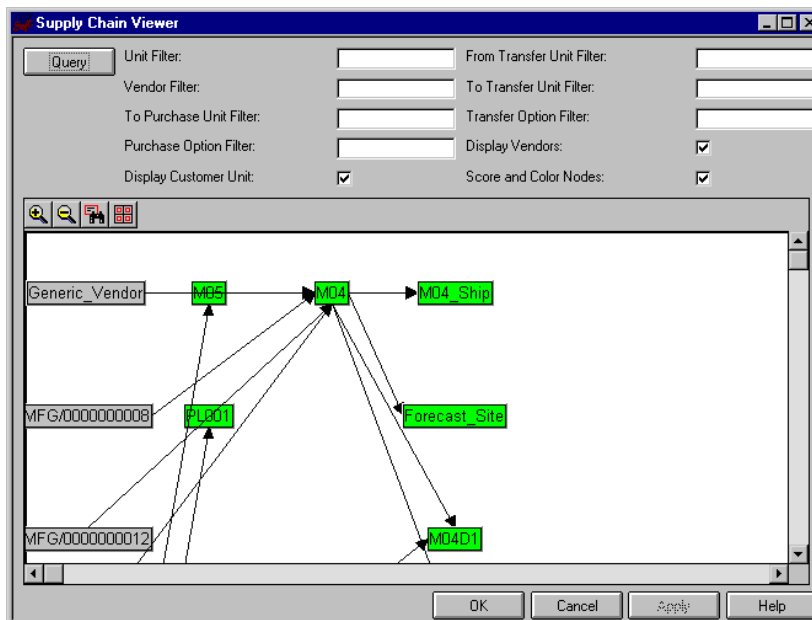 Supply Chain Viewer
Query
Unit Filter:
From Transfer Unit Filter:
Vendor Filter:
To Transfer Unit Filter:
To Purchase Unit Filter:
Transfer Option Filter:
Purchase Option Filter:
Display Vendors:
Display Customer Unit:
Score and Color Nodes:
Generic_Vendor
M05
M04
M04_Ship
MFG/0000000008
PL001
Forecast_Site
MFG/0000000012
M04D1
OK
Cancel
Apply
Help